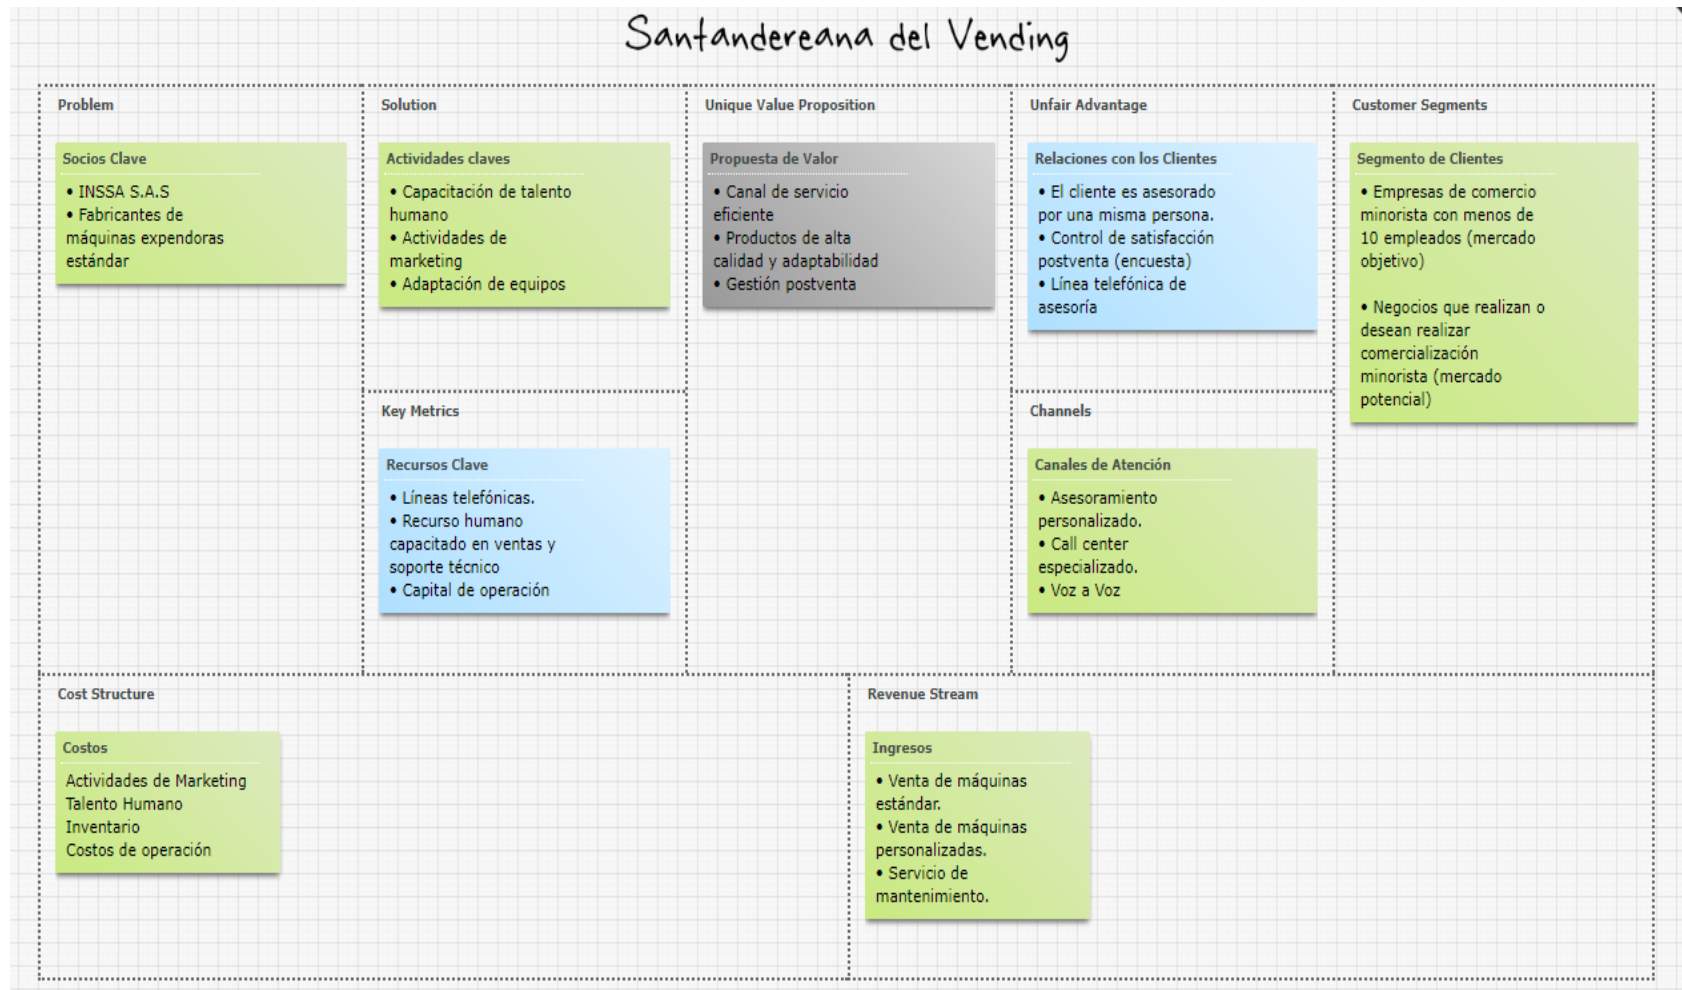 Santandereana del Vending
Problem
Socios Clave
• INSSA S.A.S
• Fabricantes de
máquinas expendoras
estándar
Solution
Actividades claves
• Capacitación de talento
humano
• Actividades de
marketing
• Adaptación de equipos
Key Metrics
Recursos Clave
• Líneas telefónicas.
• Recurso humano
capacitado en ventas y
soporte técnico
• Capital de operación
Unique Value Proposition
Propuesta de Valor
• Canal de servicio
eficiente
• Productos de alta
calidad y adaptabilidad
• Gestión postventa
Unfair Advantage
Relaciones con los Clientes
• El cliente es asesorado
por una misma persona.
• Control de satisfacción
postventa (encuesta)
• Línea telefónica de
asesoría
Channels
Canales de Atención
• Asesoramiento
personalizado.
• Call center
especializado.
• Voz a Voz
Customer Segments
Segmento de Clientes
• Empresas de comercio
minorista con menos de
10 empleados (mercado
objetivo)
• Negocios que realizan o
desean realizar
comercialización
minorista (mercado
potencial)
Cost Structure
Costos
Actividades de Marketing
Talento Humano
Inventario
Costos de operación
Revenue Stream
Ingresos
• Venta de máquinas
estándar.
• Venta de máquinas
personalizadas.
• Servicio de
mantenimiento.